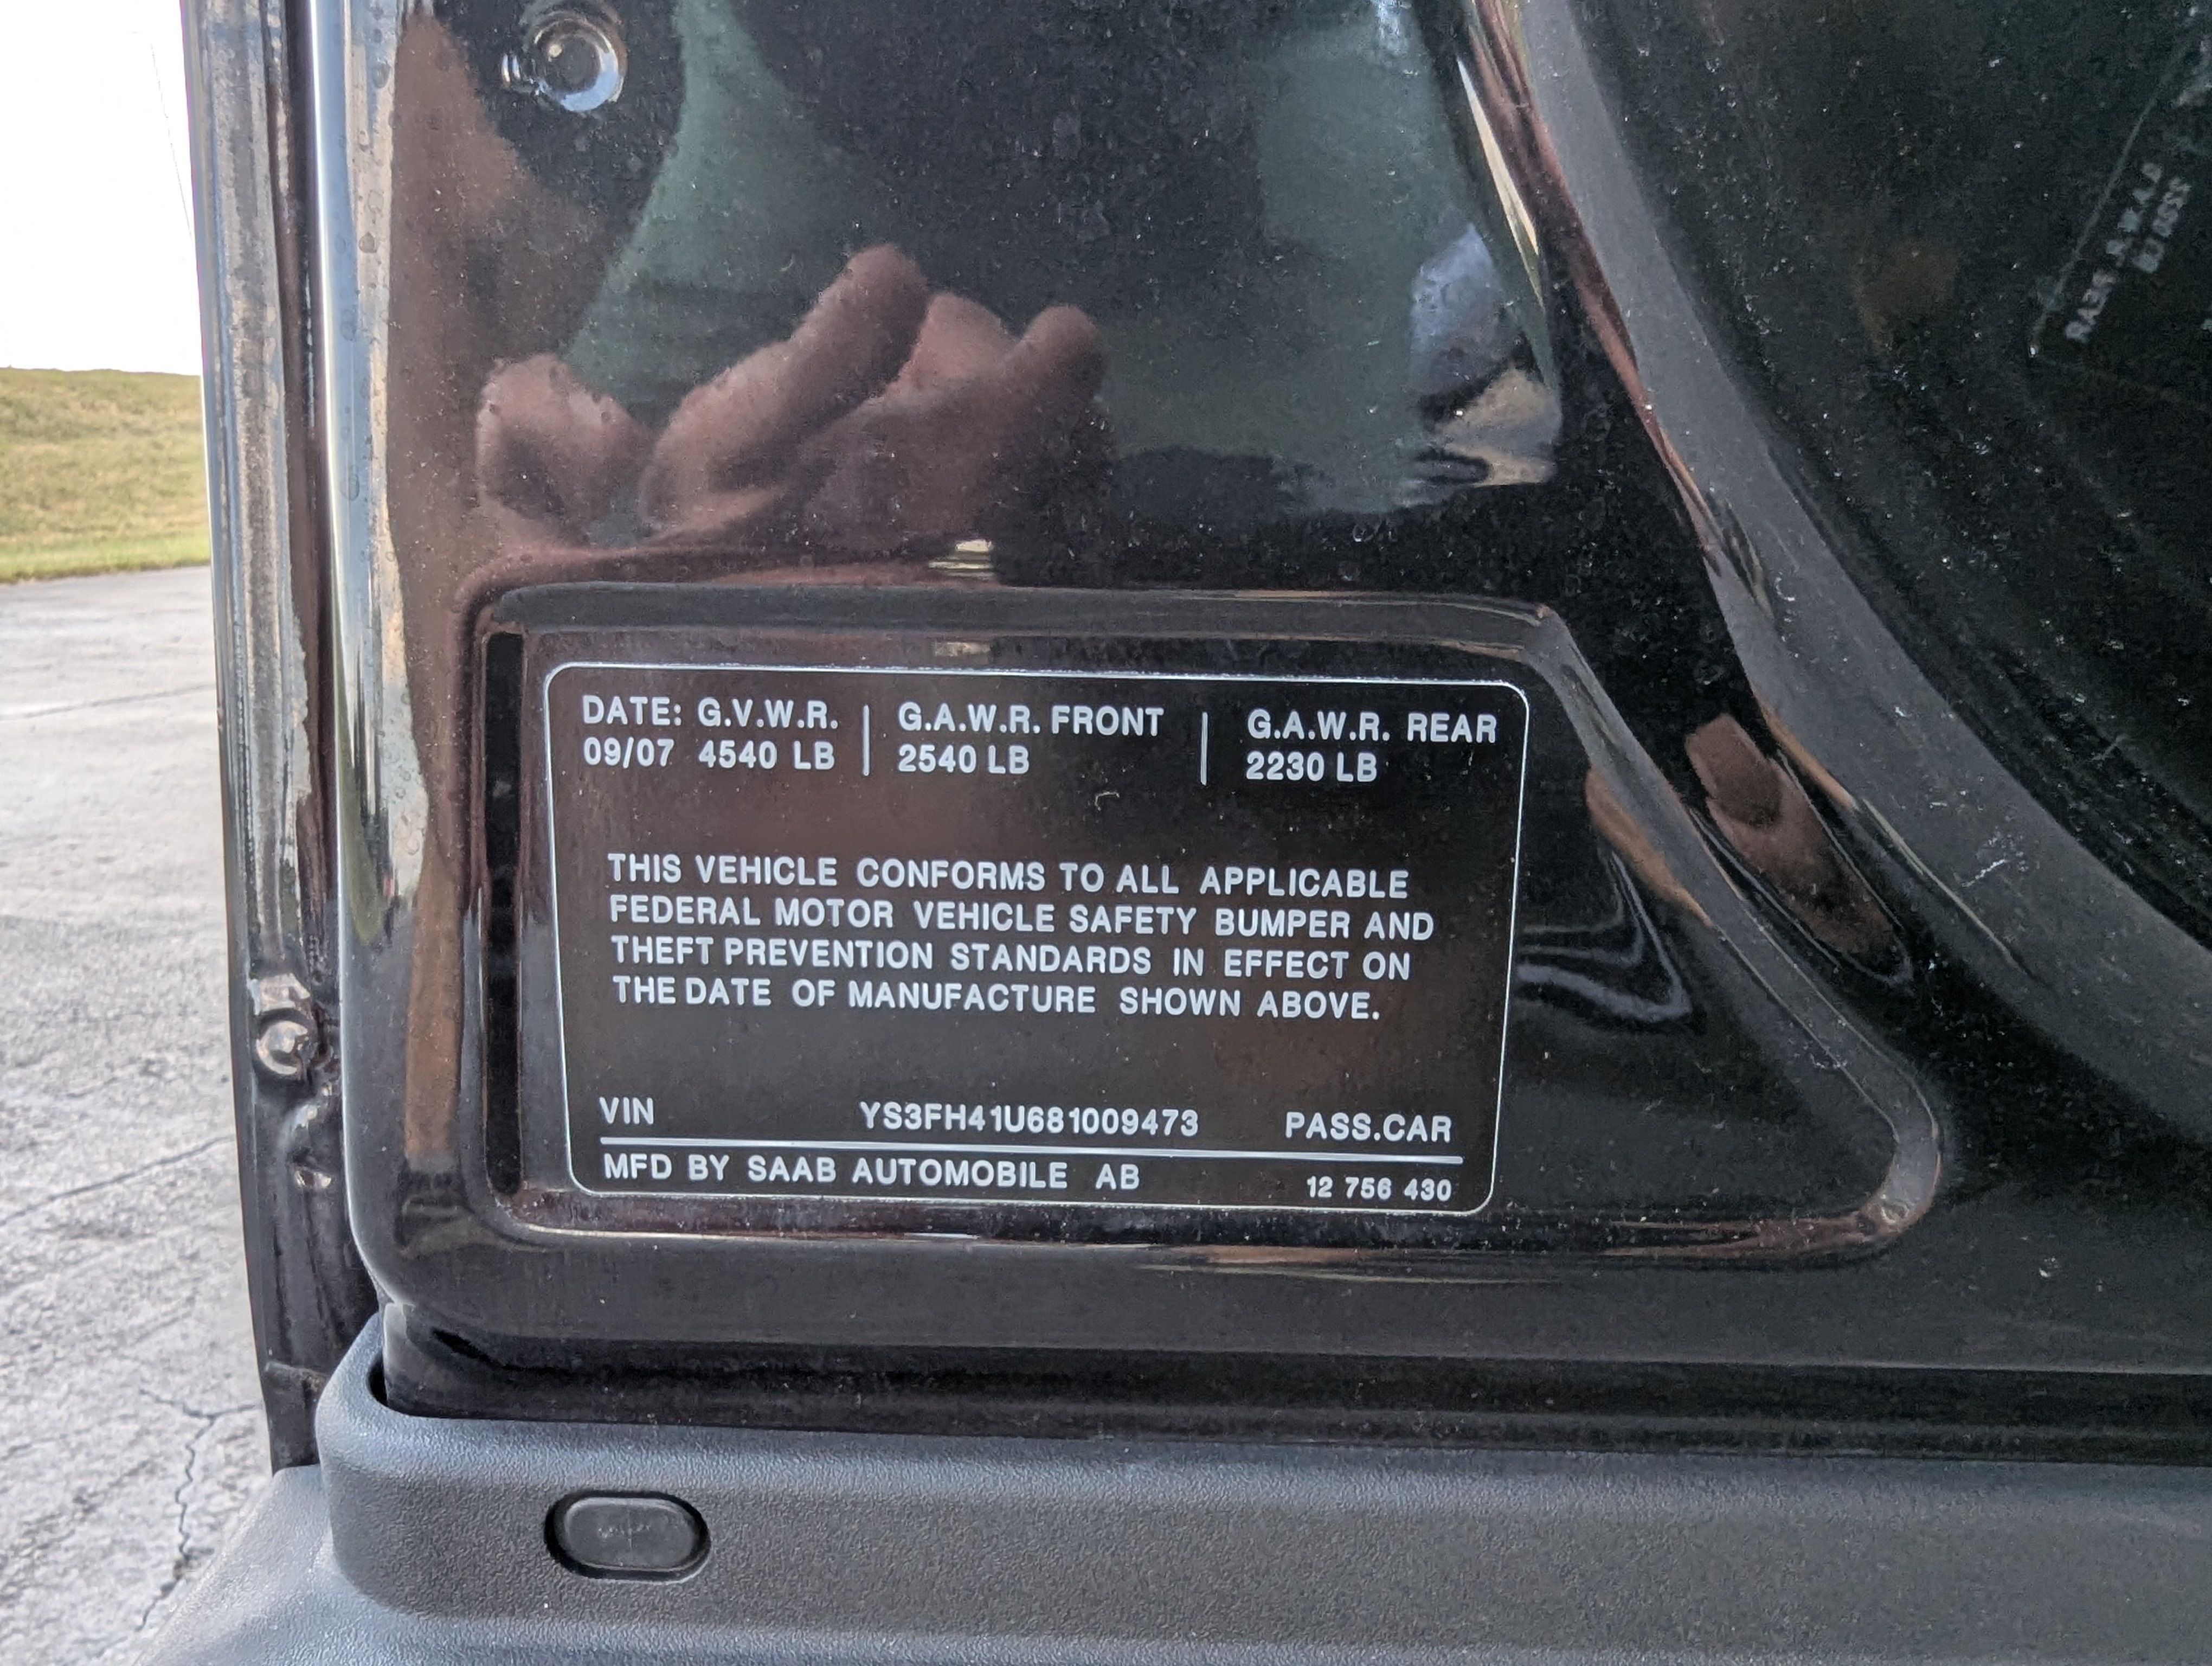 DATE: G.V.W.R. | G.A.W.R. FRONT | G.A.W.R. REAR
09/07 4540 LB 2540 LB 2230 LB
THIS VEHICLE CONFORMS TO ALL APPLICABLE
FEDERAL MOTOR VEHICLE SAFETY BUMPER AND
THEFT PREVENTION STANDARDS IN EFFECT ON
THE DATE OF MANUFACTURE SHOWN ABOVE.
VIN YS3FH41U681009473 PASS.CAR
MFD BY SAAB AUTOMOBILE AB 12 756 430